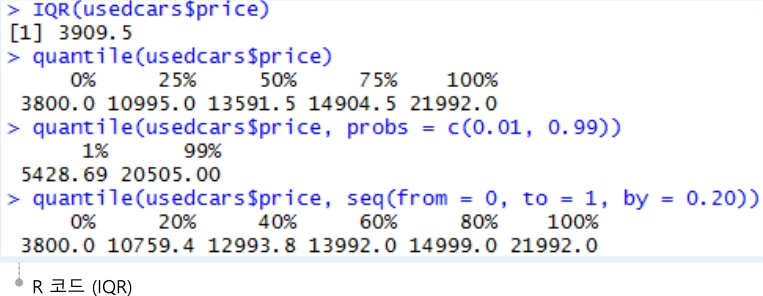 > IQR(usedcars$price)
[1] 3909.5
> quantile(usedcars$price)
0% 25% 50% 75% 100%
3800.0 10995.0 13591.5 14904.5 21992.0
> quantile(usedcars$price, probs = c(0.01, 0.99))
1% 99%
5428.69 20505.00
> quantile(usedcars$price, seq(from = 0, to = 1, by = 0.20))
0% 20% 40% 60% 80% 100%
3800.0 10759.4 12993.8 13992.0 14999.0 21992.0
R 코드 (IQR)